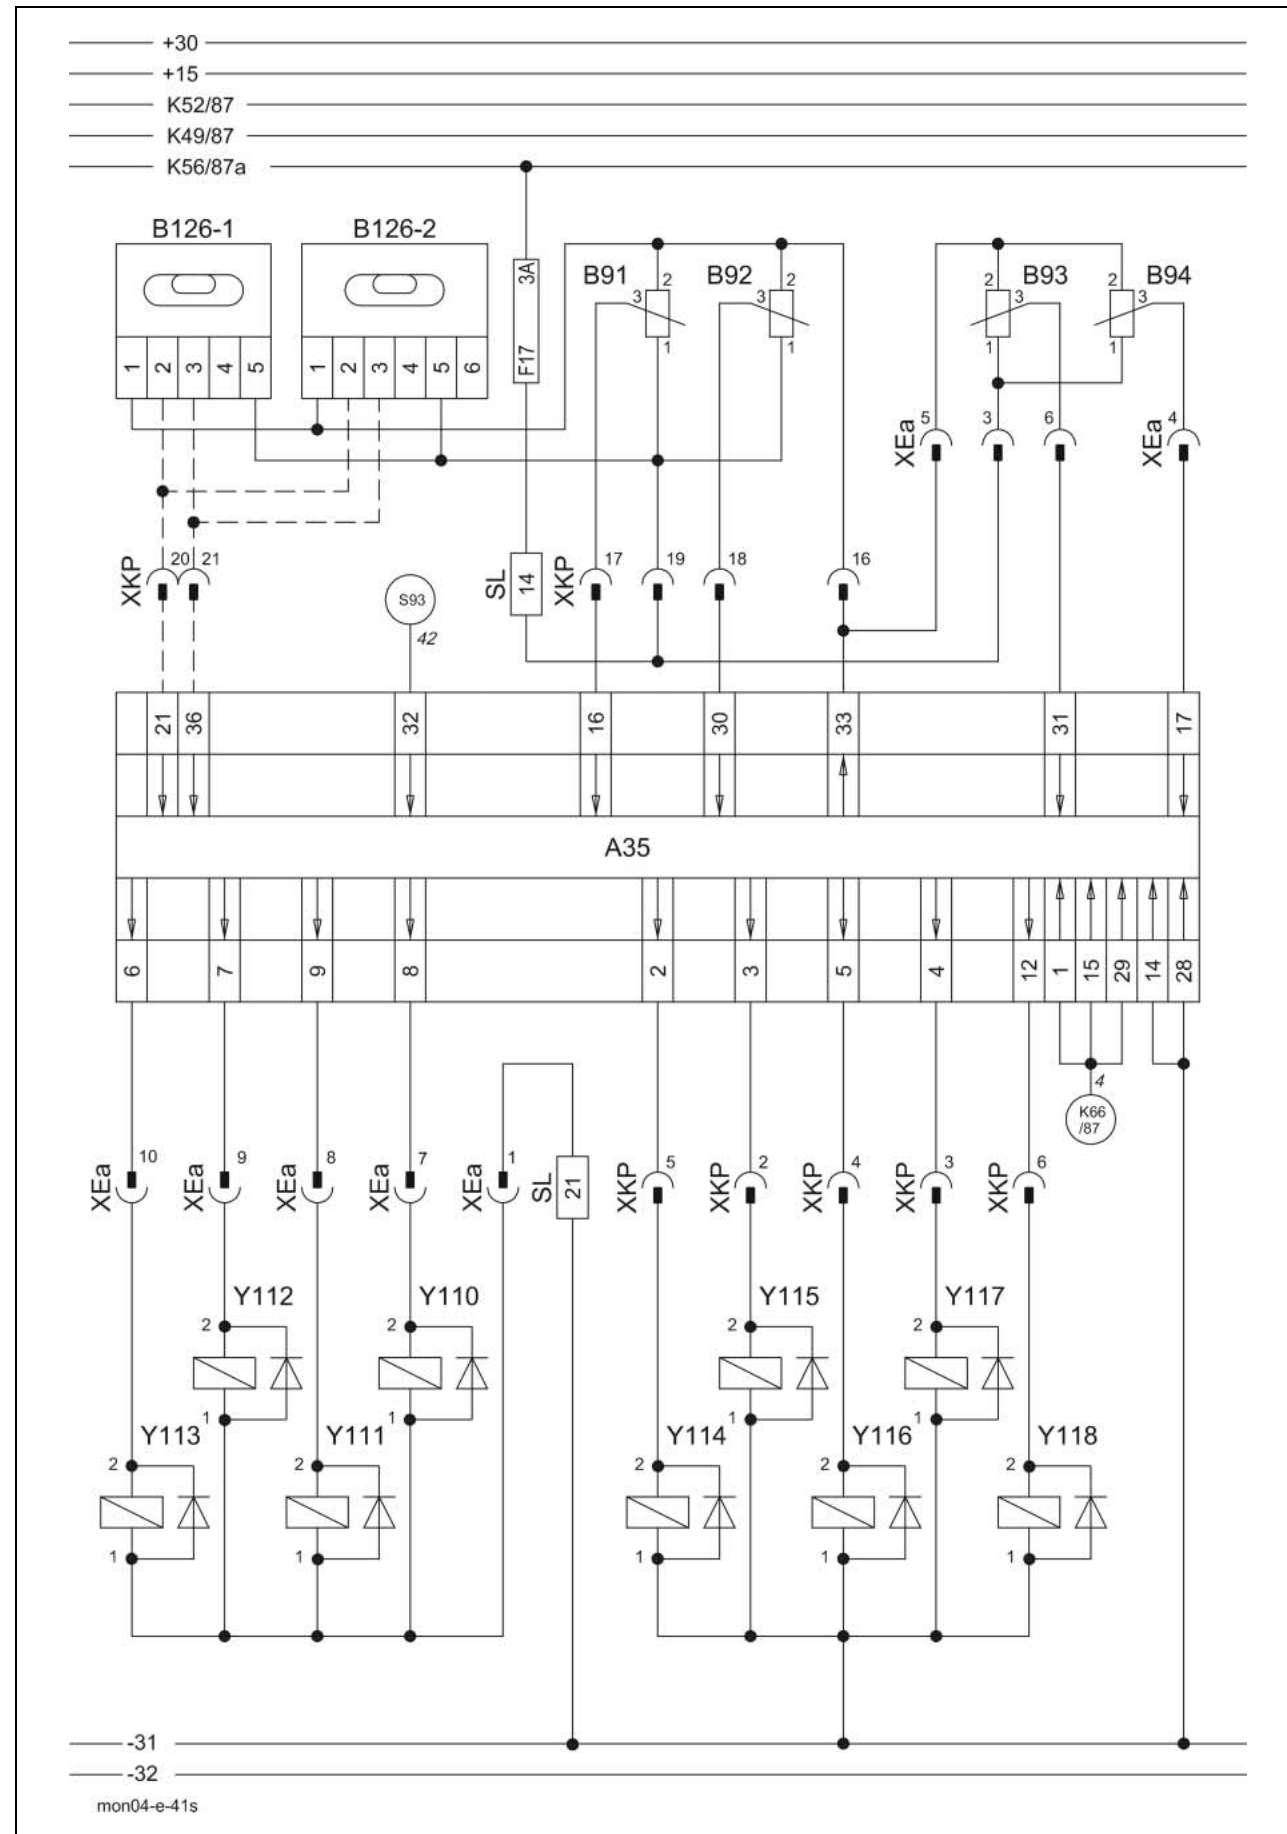 +30
+15
K52/87
K49/87
K56/87a
B126-1
B126-2
3A
F17
B91
B92
B93
B94
2
3
1
2
3
1
2
3
1
2
3
1
1 2 3 4 5
1 2 3 4 5 6
XEa 5 3 6
XEa 4
XKP 20 21
S93
42
SL 14
XKP 17 19 18 16
21 36 32 16 30 33 31 17
A35
6 7 9 8 2 3 5 4 12 1 15 29 14 28
4
K66
/87
XEa 10
XEa 9
XEa 8
XEa 7
XEa 1
SL 21
XKP 5
XKP 2
XKP 4
XKP 3
XKP 6
Y112
Y110
Y115
Y117
2 2 2 2
1 1 1 1
Y113
Y111
Y114
Y116
Y118
2 2 2 2 2
1 1 1 1 1
-31
-32
mon04-e-41s